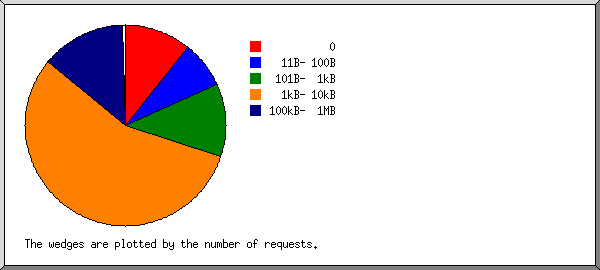 0
11B- 100B
101B- 1kB
1kB- 10kB
100kB- 1MB
The wedges are plotted by the number of requests.